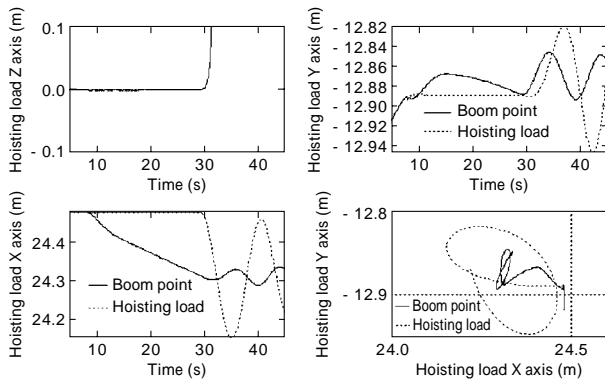 Hoisting load Z axis (m)
0.1
0.0
- 0.1
10 20 30 40
Time (s)
Hoisting load Y axis (m)
- 12.82
- 12.84
- 12.86
- 12.88
- 12.90
- 12.92
- 12.94
Boom point
Hoisting load
10 20 30 40
Time (s)
Hoisting load X axis (m)
24.4
24.3
24.2
Boom point
Hoisting load
10 20 30 40
Time (s)
Hoisting load Y axis (m)
- 12.8
- 12.9
Boom point
Hoisting load
24.0 24.5
Hoisting load X axis (m)